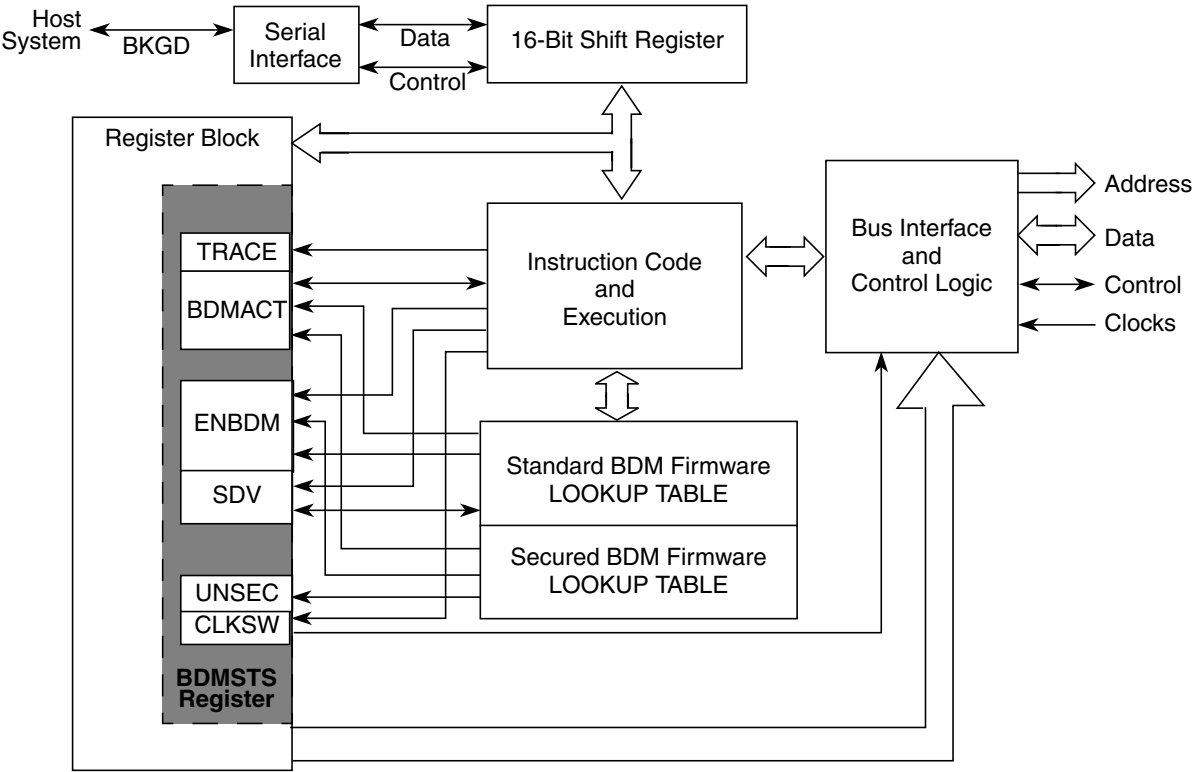 Host
System
BKGD
Serial
Interface
Data
Control
16-Bit Shift Register
Register Block
TRACE
BDMACT
ENBDM
SDV
UNSEC
CLKSW
BDMSTS
Register
Instruction Code
and
Execution
Standard BDM Firmware
LOOKUP TABLE
Secured BDM Firmware
LOOKUP TABLE
Bus Interface
and
Control Logic
Address
Data
Control
Clocks